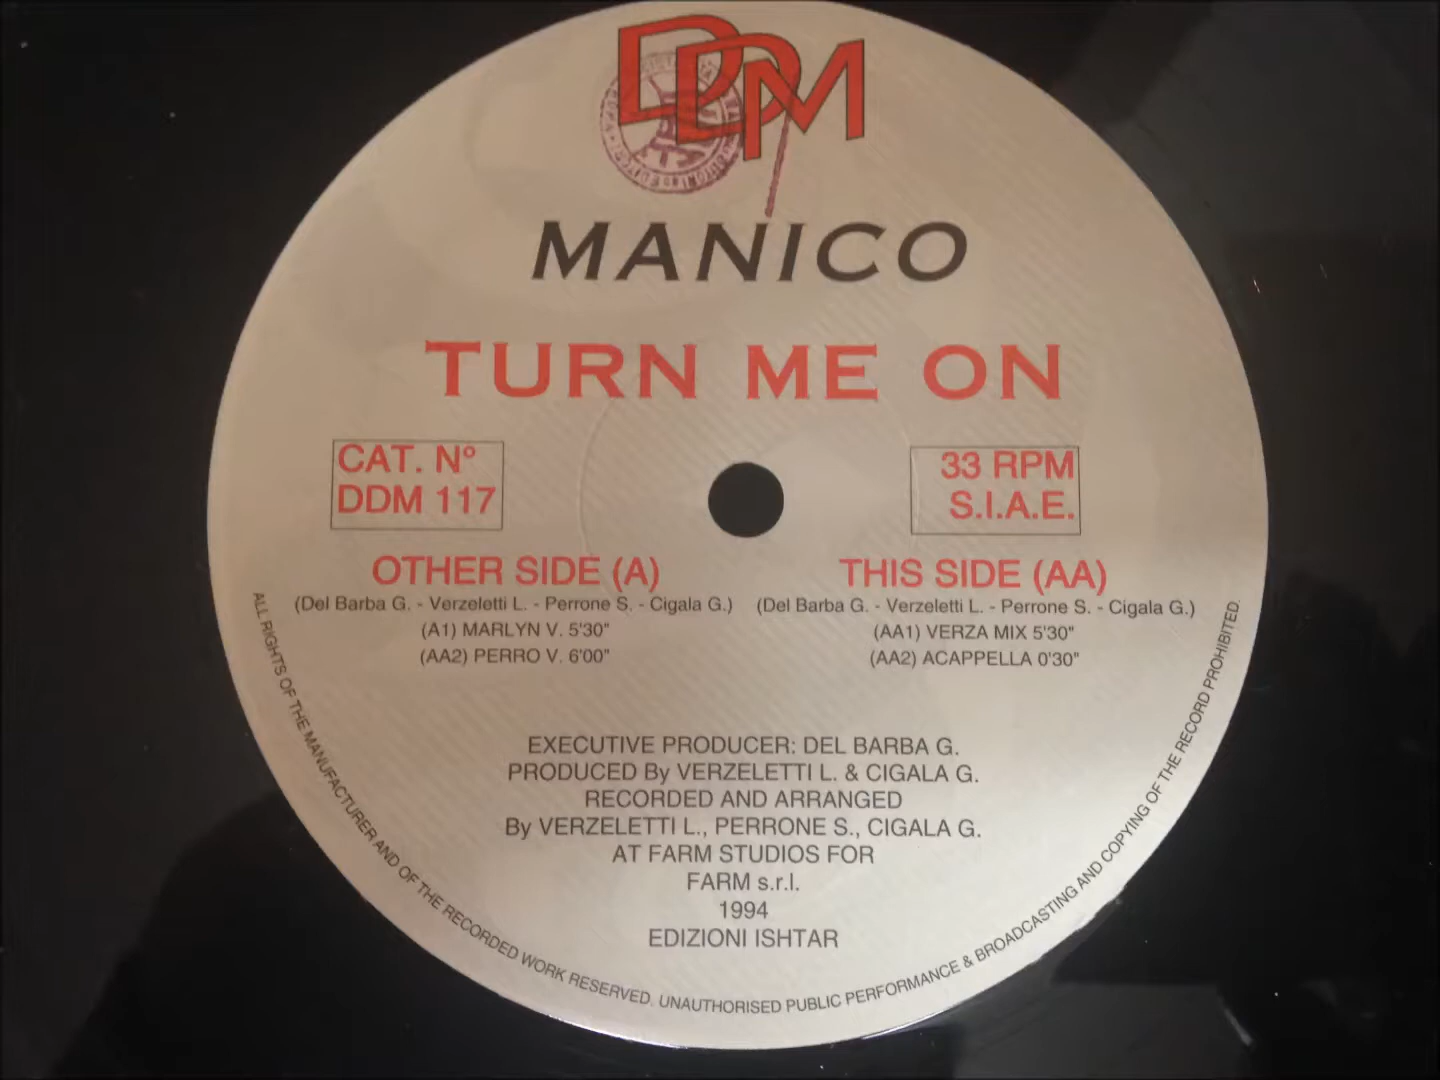 DDM
MANICO
TURN ME ON
CAT. Nº
DDM 117
33 RPM
S.I.A.E.
OTHER SIDE (A)
(Del Barba G. - Verzeletti L. - Perrone S. - Cigala G.)
(A1) MARLYN V. 5'30"
(AA2) PERRO V. 6'00"
THIS SIDE (AA)
(Del Barba G. - Verzeletti L. - Perrone S. - Cigala G.)
(AA1) VERZA MIX 5'30"
(AA2) ACAPPELLA 0'30"
EXECUTIVE PRODUCER: DEL BARBA G.
PRODUCED By VERZELETTI L. & CIGALA G.
RECORDED AND ARRANGED
By VERZELETTI L., PERRONE S., CIGALA G.
AT FARM STUDIOS FOR
FARM s.r.l.
1994
EDIZIONI ISHTAR
ALL RIGHTS OF THE MANUFACTURER AND OF THE RECORDED WORK RESERVED. UNAUTHORISED PUBLIC PERFORMANCE & BROADCASTING AND COPYING OF THE RECORD PROHIBITED.